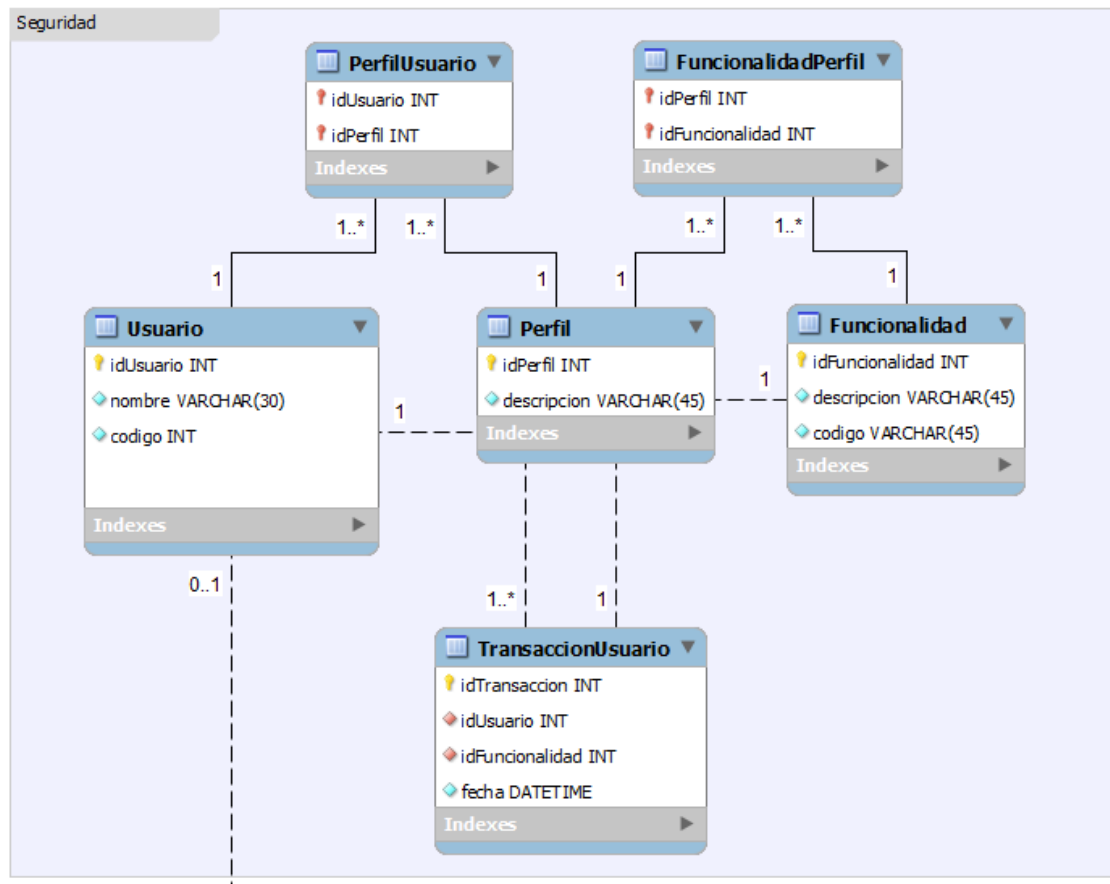 Seguridad
PerfilUsuario
idUsuario INT
idPerfil INT
Indexes
FuncionalidadPerfil
idPerfil INT
idFuncionalidad INT
Indexes
1..*
1..*
1..*
1..*
1
1
1
1
Usuario
idUsuario INT
nombre VARCHAR(30)
codigo INT
Indexes
1
Perfil
idPerfil INT
descripcion VARCHAR(45)
Indexes
1
Funcionalidad
idFuncionalidad INT
descripcion VARCHAR(45)
codigo VARCHAR(45)
Indexes
0..1
1..*
1
TransaccionUsuario
idTransaccion INT
idUsuario INT
idFuncionalidad INT
fecha DATETIME
Indexes